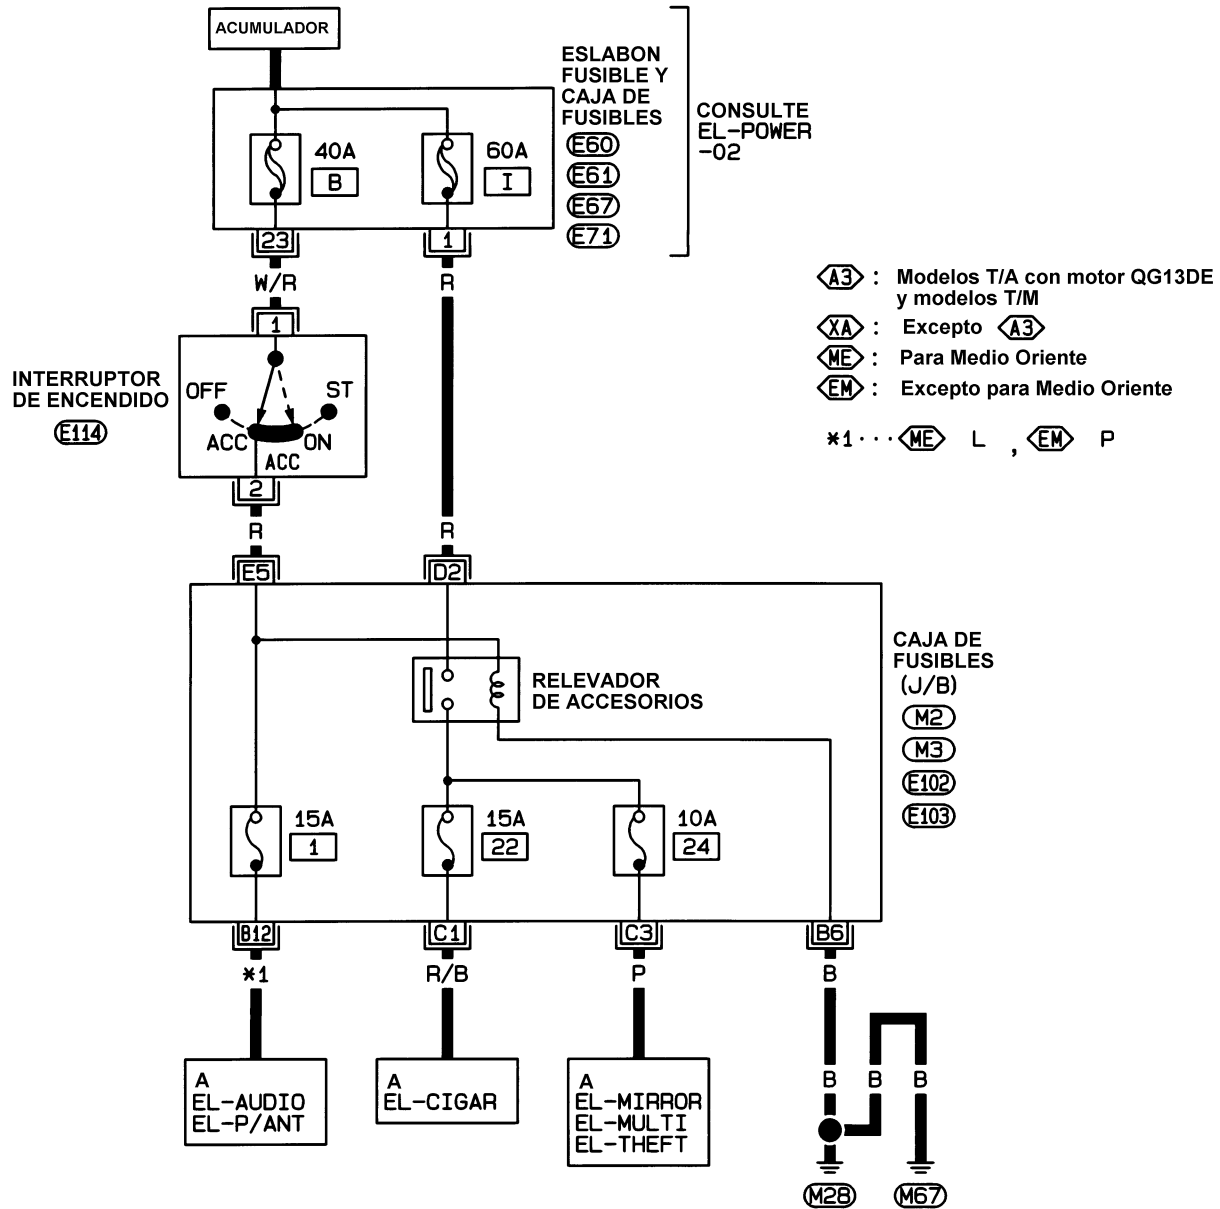 ACUMULADOR
ESLABON
FUSIBLE Y
CAJA DE
FUSIBLES
E60
E61
E67
E71
CONSULTE
EL-POWER
-02
40A
B
60A
I
23
1
W/R
R
1
INTERRUPTOR
DE ENCENDIDO
E114
OFF
ST
ACC
ON
ACC
2
R
R
E5
D2
A3 : Modelos T/A con motor QG13DE
y modelos T/M
XA : Excepto A3
ME : Para Medio Oriente
EM : Excepto para Medio Oriente
*1··· ME L , EM P
CAJA DE
FUSIBLES
(J/B)
M2
M3
E102
E103
RELEVADOR
DE ACCESORIOS
15A
1
15A
22
10A
24
B12
C1
C3
B6
*1
R/B
P
B
A
EL-AUDIO
EL-P/ANT
A
EL-CIGAR
A
EL-MIRROR
EL-MULTI
EL-THEFT
B
B
B
M28
M67